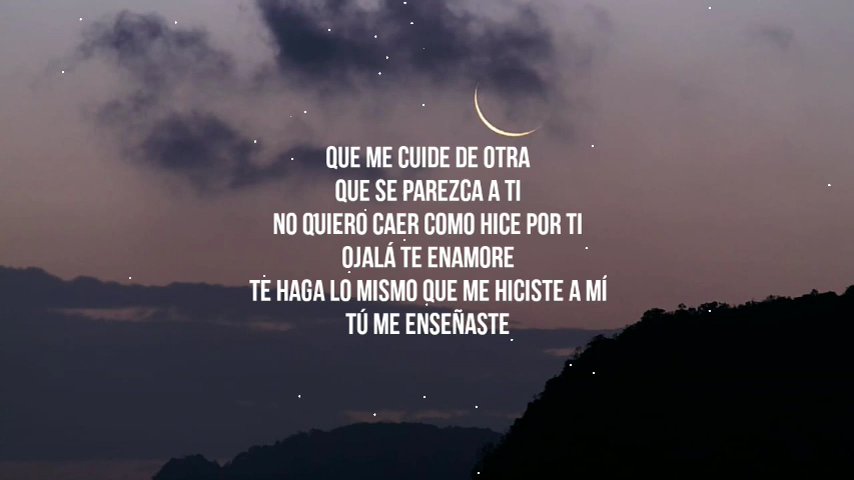 QUE ME CUIDE DE OTRA
QUE SE PAREZCA A TI
NO QUIERO CAER COMO HICE POR TI
OJALÁ TE ENAMORE
TE HAGA LO MISMO QUE ME HICISTE A MÍ
TÚ ME ENSEÑASTE